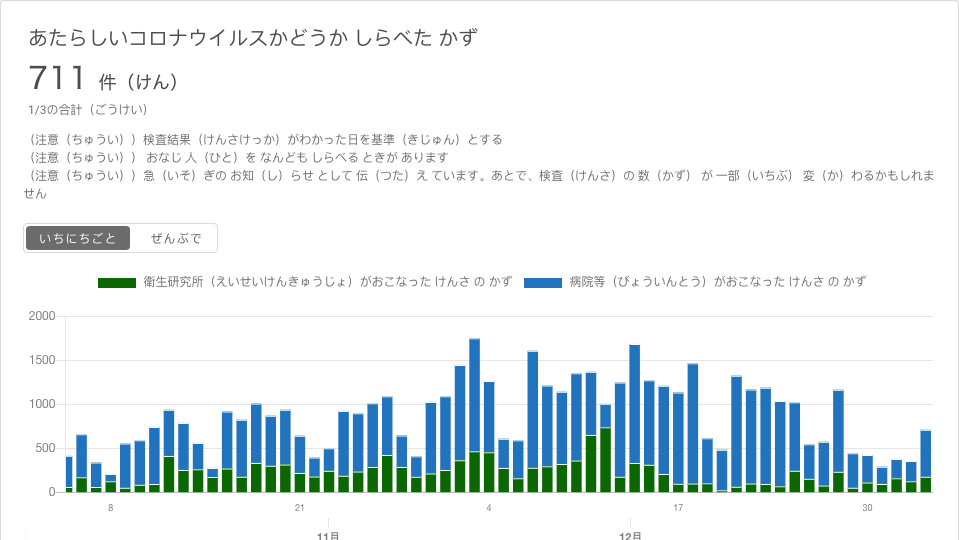 あたらしいコロナウイルスかどうか しらべた かず
711 件（けん）
1/3の合計（ごうけい）
（注意（ちゅうい））検査結果（けんさけっか）がわかった日を基準（きじゅん）とする
（注意（ちゅうい）） おなじ 人（ひと）を なんども しらべる ときが あります
（注意（ちゅうい））急（いそ）ぎの お知（し）らせ として 伝（つた）え ています。あとで、検査（けんさ）の 数（かず） が 一部（いちぶ） 変（か）わるかもしれま
せん
いちにちごと ぜんぶで
衛生研究所（えいせいけんきゅうじょ）がおこなった けんさ の かず 病院等（びょういんとう）がおこなった けんさ の かず
2000
1500
1000
500
0
8 21 4 17 30
11月 12月